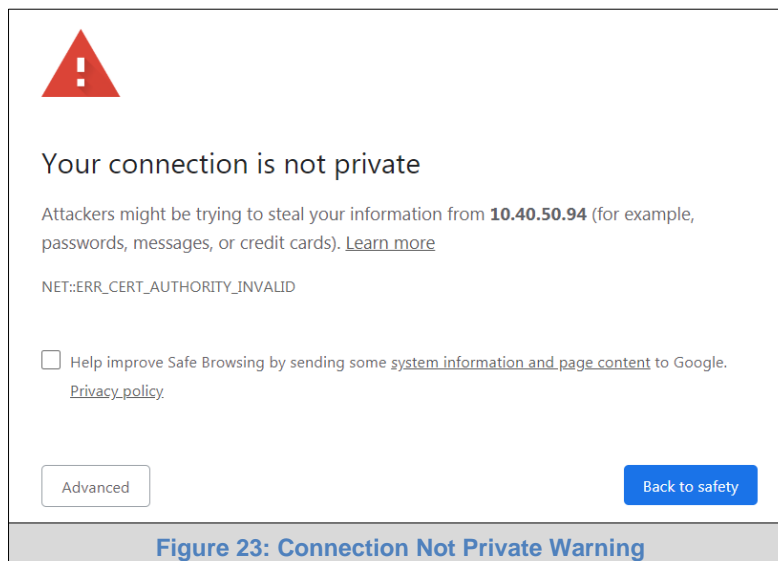 Your connection is not private
Attackers might be trying to steal your information from 10.40.50.94 (for example,
passwords, messages, or credit cards). Learn more
NET::ERR_CERT_AUTHORITY_INVALID
Help improve Safe Browsing by sending some system information and page content to Google.
Privacy policy
Advanced
Back to safety
Figure 23: Connection Not Private Warning